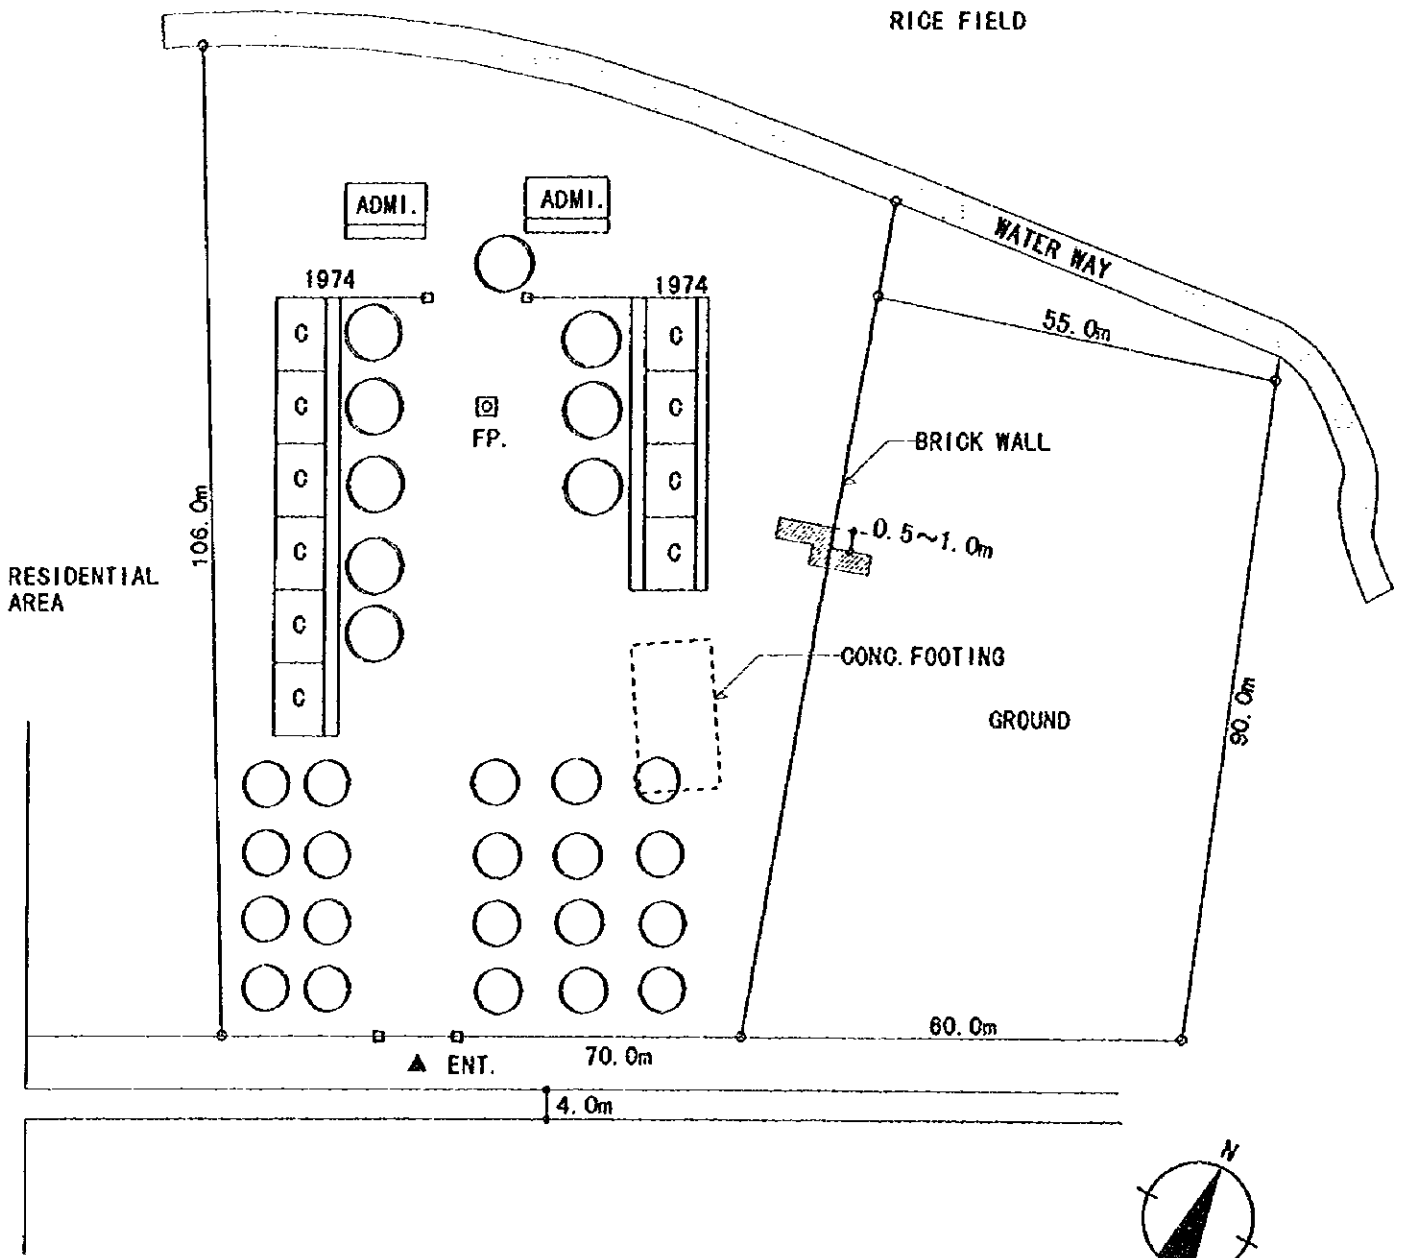 RICE FIELD
ADMI.
ADMI.
WATER WAY
1974
1974
55.0m
C
C
C
C
FP.
BRICK WALL
C
C
106.0m
0.5~1.0m
C
C
RESIDENTIAL
AREA
C
CONC. FOOTING
C
GROUND
90.0m
60.0m
70.0m
▲ ENT.
4.0m
N